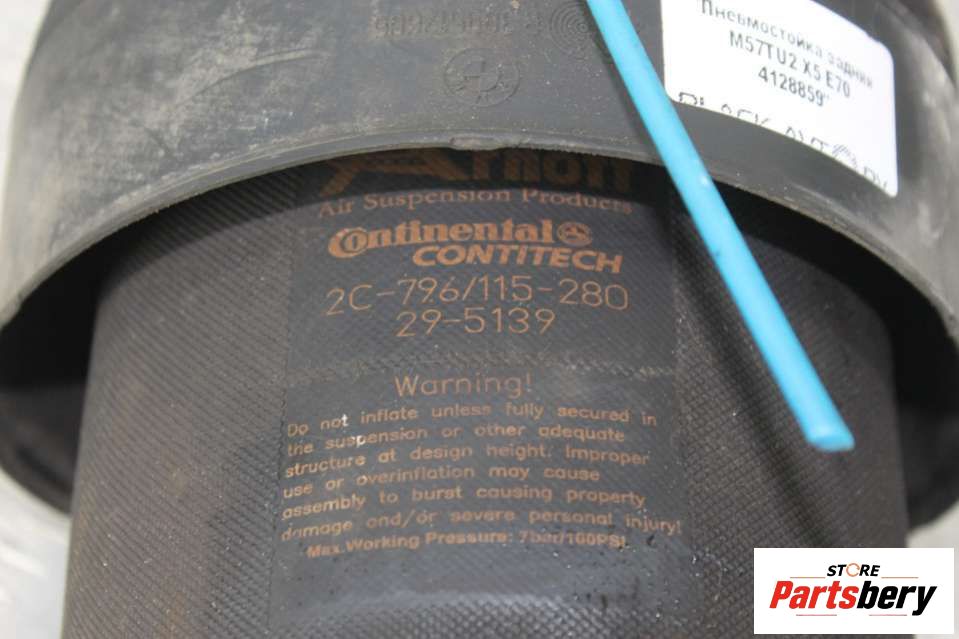 Пневмостойка задняя
M57TU2 X5 E70
4128859"
Arnott
Air Suspension Products
Continental
CONTITECH
2C-796/115-280
29-5139
Warning!
Do not inflate unless fully secured in
the suspension or other adequate
structure at design height. Improper
use or overinflation may cause
assembly to burst causing property
damage and/or severe personal injury!
Max Working Pressure: 7bar/100PSI
STORE
Partsbery